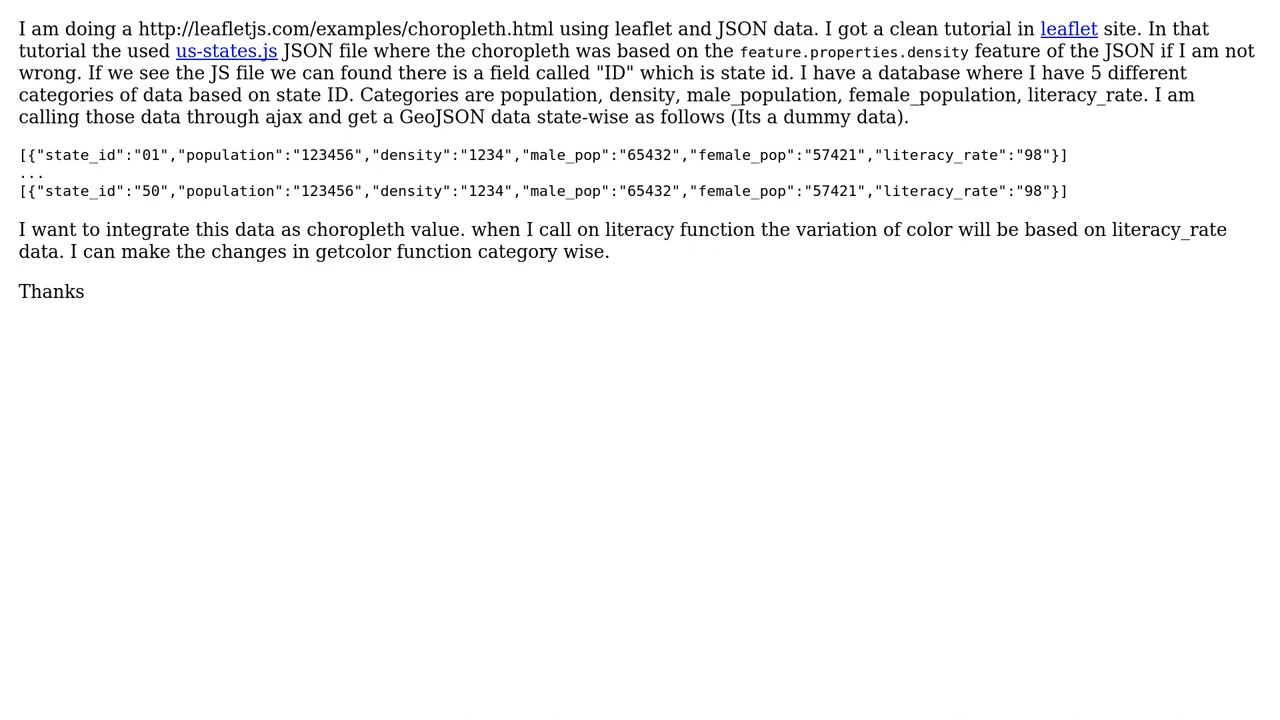 I am doing a http://leafletjs.com/examples/choropleth.html using leaflet and JSON data. I got a clean tutorial in leaflet site. In that
tutorial the used us-states.js JSON file where the choropleth was based on the feature.properties.density feature of the JSON if I am not
wrong. If we see the JS file we can found there is a field called "ID" which is state id. I have a database where I have 5 different
categories of data based on state ID. Categories are population, density, male_population, female_population, literacy_rate. I am
calling those data through ajax and get a GeoJSON data state-wise as follows (Its a dummy data).
[{"state_id":"01","population":"123456","density":"1234","male_pop":"65432","female_pop":"57421","literacy_rate":"98"}]
...
[{"state_id":"50","population":"123456","density":"1234","male_pop":"65432","female_pop":"57421","literacy_rate":"98"}]
I want to integrate this data as choropleth value. when I call on literacy function the variation of color will be based on literacy_rate
data. I can make the changes in getcolor function category wise.
Thanks